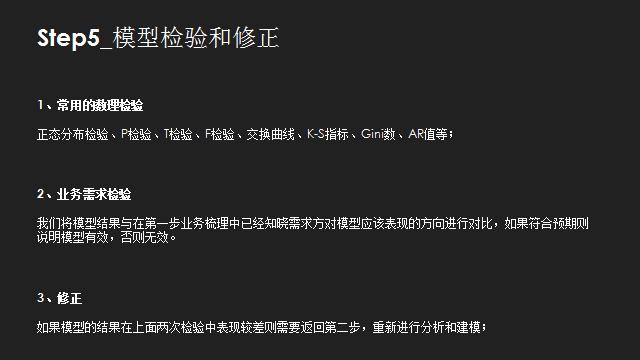 Step5_模型检验和修正
1、常用的数理检验
正态分布检验、P检验、T检验、F检验、交换曲线、K-S指标、Gini数、AR值等；
2、业务需求检验
我们将模型结果与在第一步业务梳理中已经知晓需求方对模型应该表现的方向进行对比，如果符合预期则
说明模型有效，否则无效。
3、修正
如果模型的结果在上面两次检验中表现较差则需要返回第二步，重新进行分析和建模；